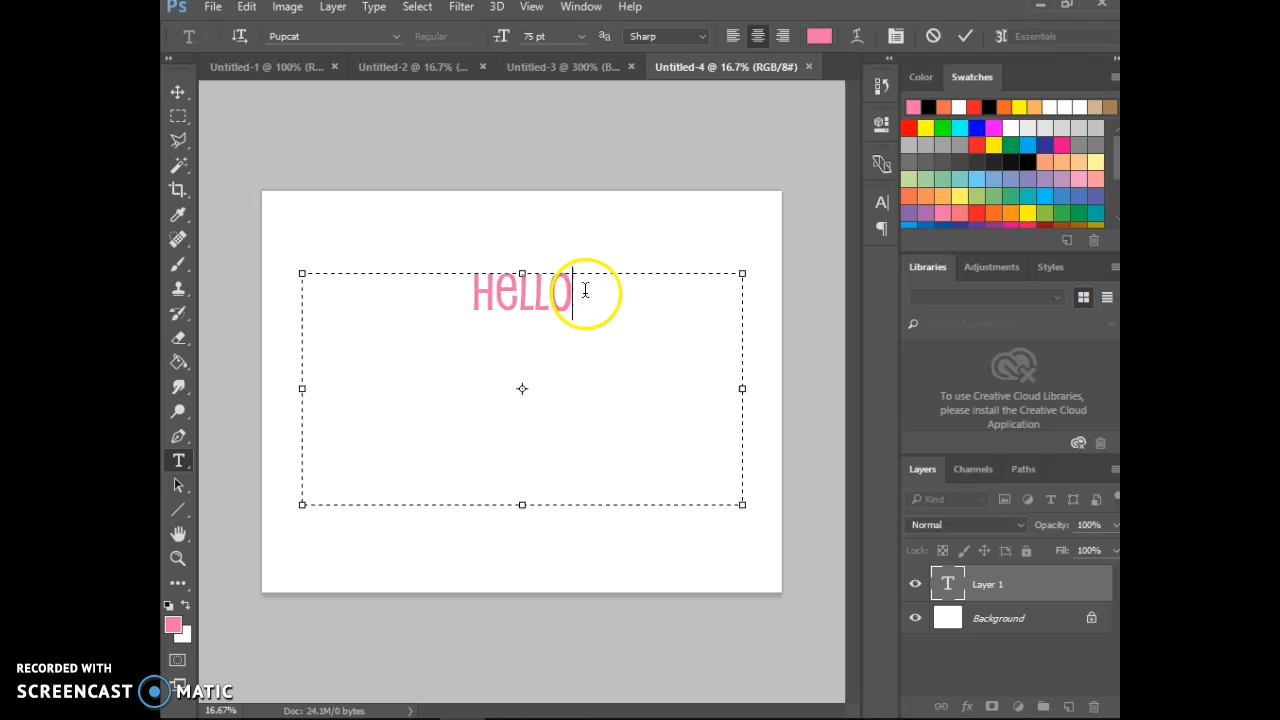 Ps File Edit Image Layer Type Select Filter 3D View Window Help
T Pupcat Regular 75 pt aa Sharp Essentials
Untitled-1 @ 100% (R... × Untitled-2 @ 16.7% (... × Untitled-3 @ 300% (B... × Untitled-4 @ 16.7% (RGB/8#) ×
Color Swatches
HeLLO
A
Libraries Adjustments Styles
To use Creative Cloud Libraries,
please install the Creative Cloud
Application
Layers Channels Paths
Kind
Normal Opacity: 100%
Lock: Fill: 100%
T Layer 1
Background
RECORDED WITH
SCREENCAST MATIC
16.67% Doc: 24.1M/0 bytes
fx